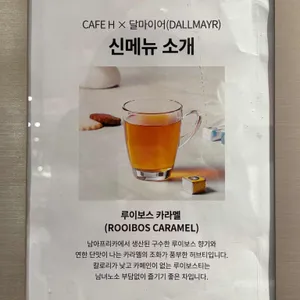 CAFE H × 달마이어(DALLMAYR)
신메뉴 소개
루이보스 카라멜
(ROOIBOS CARAMEL)
남아프리카에서 생산된 구수한 루이보스 향기와
연한 단맛이 나는 카라멜의 조화가 풍부한 허브티입니다.
칼로리가 낮고 카페인이 없는 루이보스티는
남녀노소 부담없이 즐기기 좋은 차입니다.